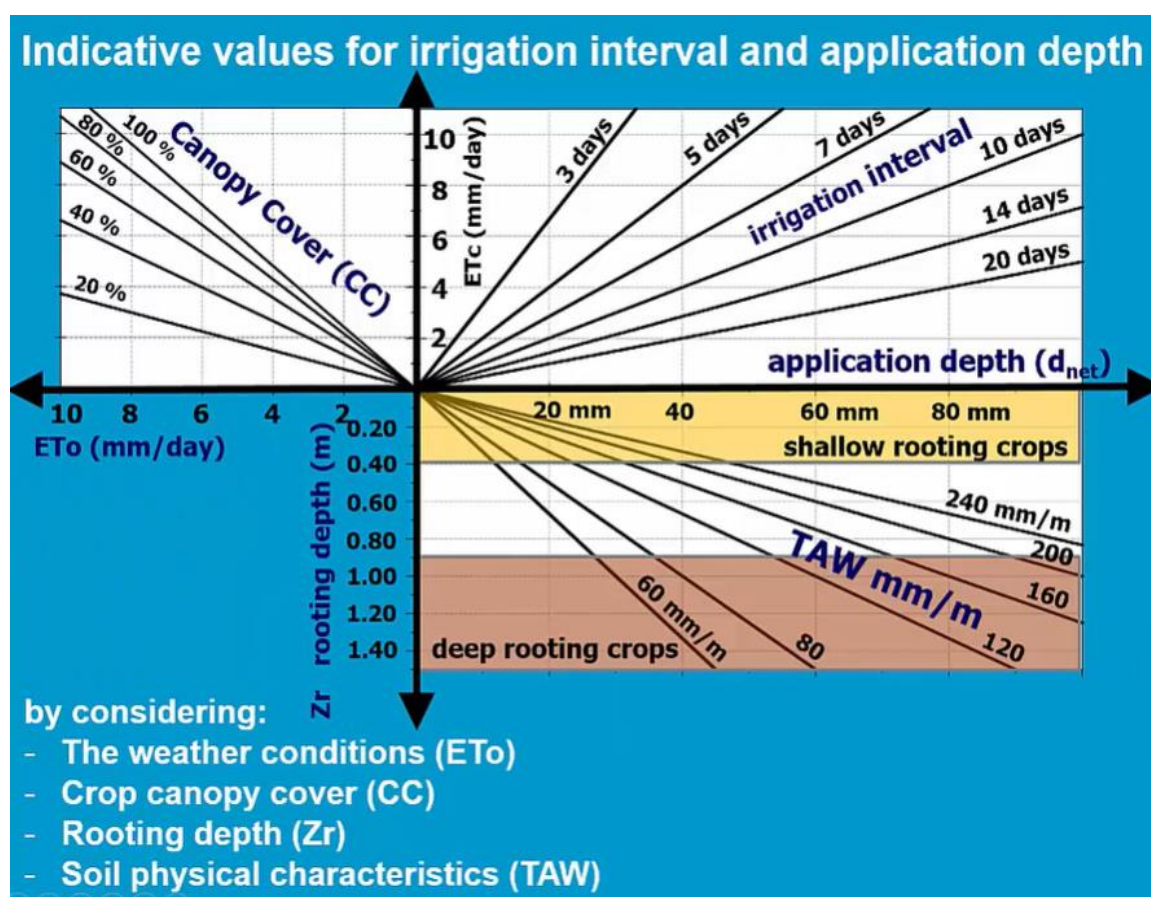 Indicative values for irrigation interval and application depth
100 %
80 %
60 %
40 %
20 %
Canopy Cover (CC)
10
8
6
4
2
ETc (mm/day)
3 days
5 days
7 days
10 days
14 days
20 days
irrigation interval
application depth (dnet)
10 8 6 4 2
ETo (mm/day)
20 mm 40 60 mm 80 mm
shallow rooting crops
0.20
0.40
0.60
0.80
1.00
1.20
1.40
Zr rooting depth (m)
240 mm/m
200
160
120
80
60 mm/m
TAW mm/m
deep rooting crops
by considering:
- The weather conditions (ETo)
- Crop canopy cover (CC)
- Rooting depth (Zr)
- Soil physical characteristics (TAW)